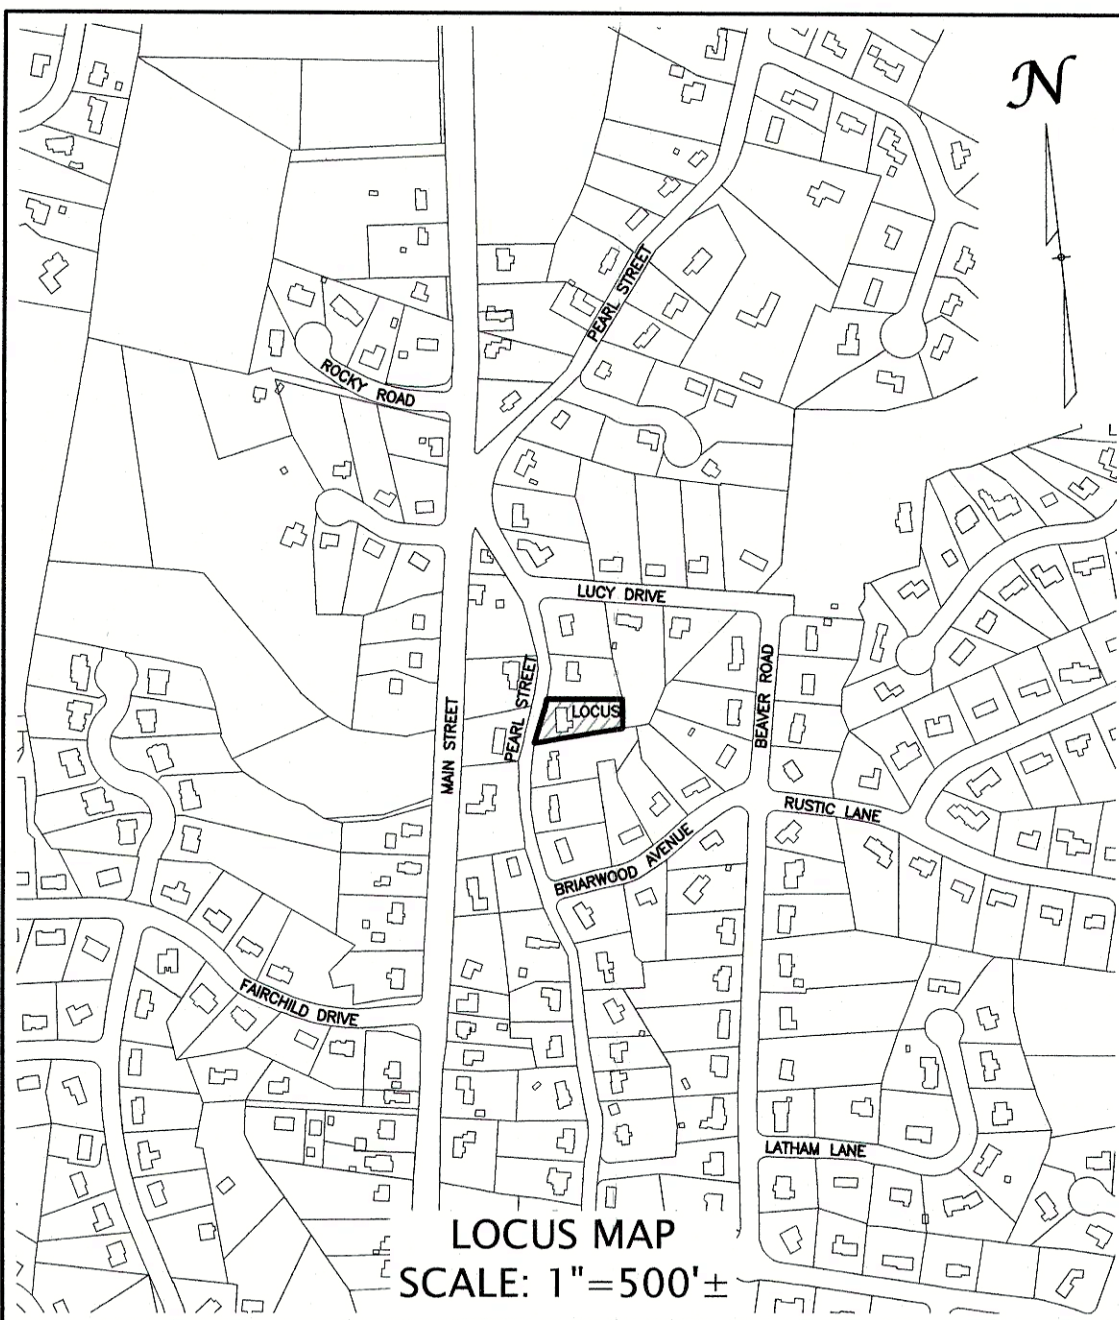 N
PEARL STREET
ROCKY ROAD
LUCY DRIVE
BEAVER ROAD
PEARL STREET
LOCUS
MAIN STREET
RUSTIC LANE
BRIARWOOD AVENUE
FAIRCHILD DRIVE
LATHAM LANE
LOCUS MAP
SCALE: 1"=500'±